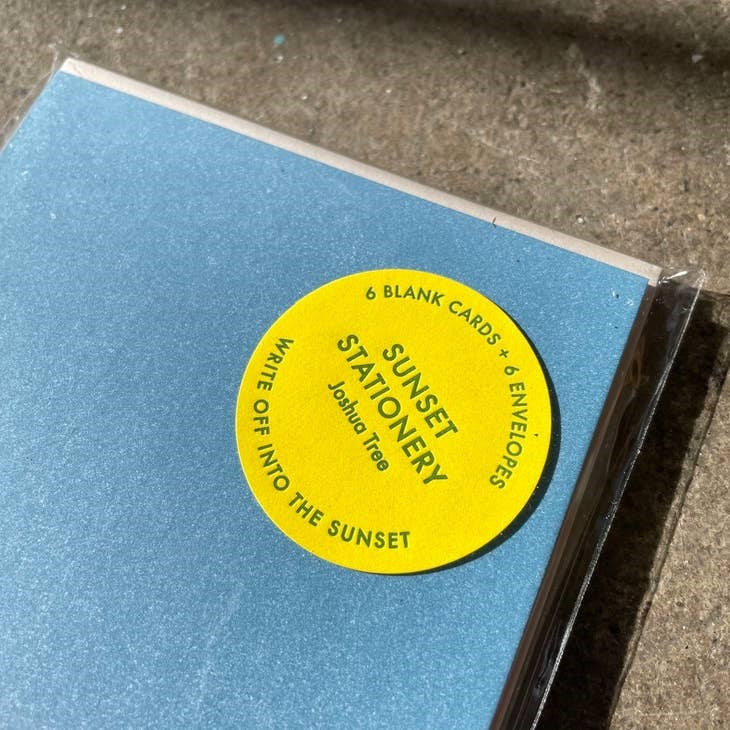 6 BLANK CARDS + 6 ENVELOPES
SUNSET
STATIONERY
Joshua Tree
WRITE OFF INTO THE SUNSET